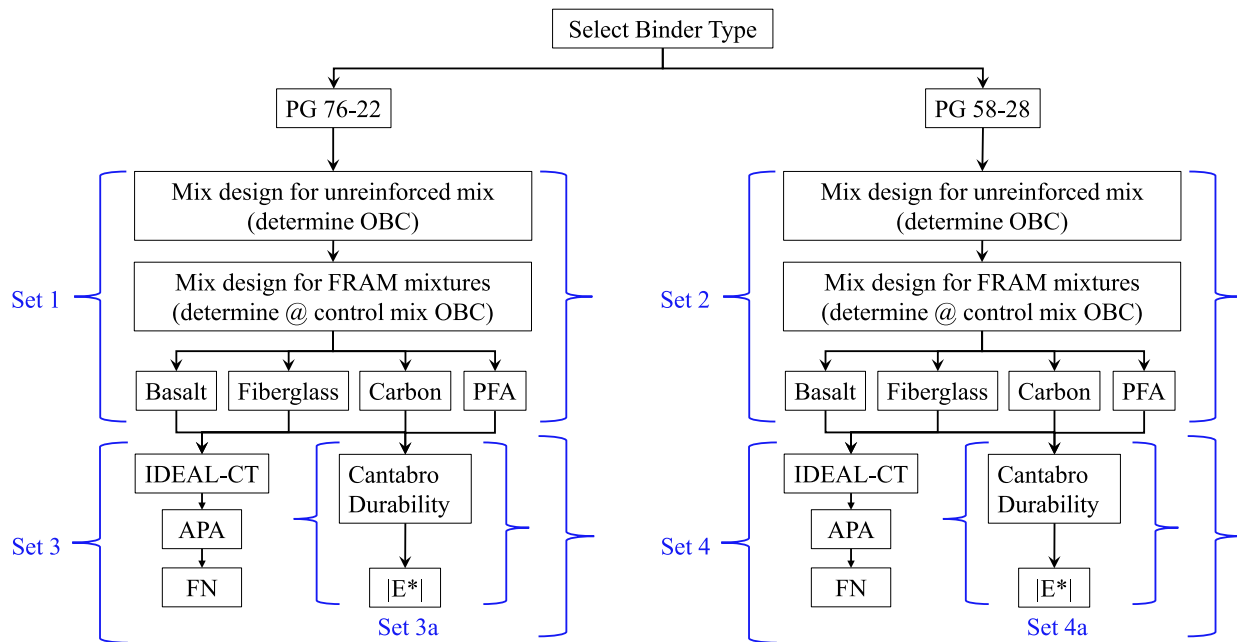 Select Binder Type
PG 76-22
PG 58-28
Mix design for unreinforced mix
(determine OBC)
Mix design for FRAM mixtures
(determine @ control mix OBC)
Set 1
Basalt
Fiberglass
Carbon
PFA
IDEAL-CT
APA
FN
Cantabro
Durability
|E*|
Set 3
Set 3a
Mix design for unreinforced mix
(determine OBC)
Mix design for FRAM mixtures
(determine @ control mix OBC)
Set 2
Basalt
Fiberglass
Carbon
PFA
IDEAL-CT
APA
FN
Cantabro
Durability
|E*|
Set 4
Set 4a